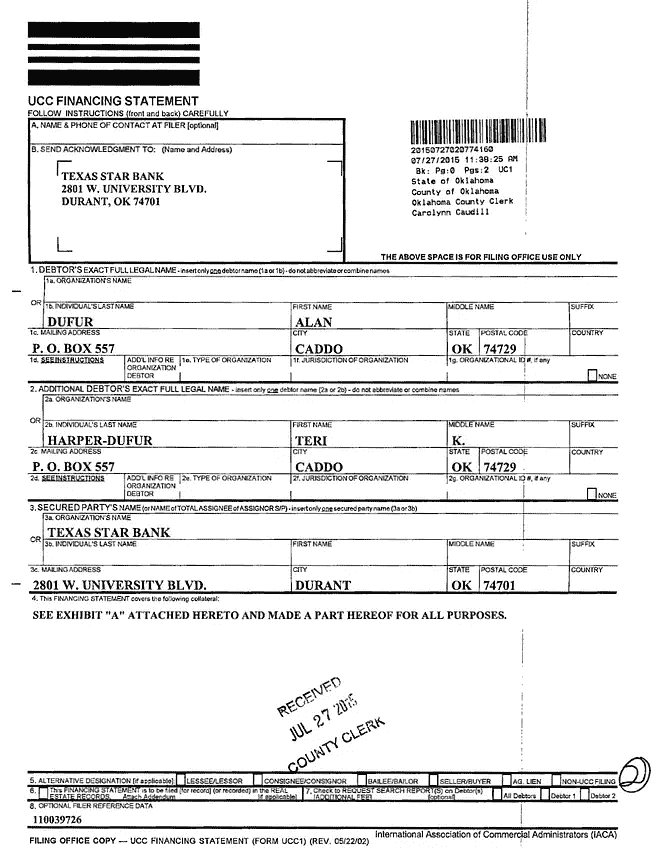 UCC FINANCING STATEMENT
FOLLOW INSTRUCTIONS (front and back) CAREFULLY
A. NAME & PHONE OF CONTACT AT FILER [optional]
B. SEND ACKNOWLEDGMENT TO: (Name and Address)
TEXAS STAR BANK
2801 W. UNIVERSITY BLVD.
DURANT, OK 74701
20150727020774160
07/27/2015 11:38:25 AM
Bk: Pg:0 Pgs:2 UC1
State of Oklahoma
County of Oklahoma
Oklahoma County Clerk
Carolynn Caudill
THE ABOVE SPACE IS FOR FILING OFFICE USE ONLY
1. DEBTOR'S EXACT FULL LEGAL NAME - insert only one debtor name (1a or 1b) - do not abbreviate or combine names
1a. ORGANIZATION'S NAME
OR
1b. INDIVIDUAL'S LAST NAME FIRST NAME MIDDLE NAME SUFFIX
DUFUR ALAN
1c. MAILING ADDRESS CITY STATE POSTAL CODE COUNTRY
P. O. BOX 557 CADDO OK 74729
1d. SEE INSTRUCTIONS ADD'L INFO RE ORGANIZATION DEBTOR 1e. TYPE OF ORGANIZATION 1f. JURISDICTION OF ORGANIZATION 1g. ORGANIZATIONAL ID #, if any NONE
2. ADDITIONAL DEBTOR'S EXACT FULL LEGAL NAME - insert only one debtor name (2a or 2b) - do not abbreviate or combine names
2a. ORGANIZATION'S NAME
OR
2b. INDIVIDUAL'S LAST NAME FIRST NAME MIDDLE NAME SUFFIX
HARPER-DUFUR TERI K.
2c. MAILING ADDRESS CITY STATE POSTAL CODE COUNTRY
P. O. BOX 557 CADDO OK 74729
2d. SEE INSTRUCTIONS ADD'L INFO RE ORGANIZATION DEBTOR 2e. TYPE OF ORGANIZATION 2f. JURISDICTION OF ORGANIZATION 2g. ORGANIZATIONAL ID #, if any NONE
3. SECURED PARTY'S NAME (or NAME of TOTAL ASSIGNEE of ASSIGNOR S/P) - insert only one secured party name (3a or 3b)
3a. ORGANIZATION'S NAME
TEXAS STAR BANK
OR
3b. INDIVIDUAL'S LAST NAME FIRST NAME MIDDLE NAME SUFFIX
3c. MAILING ADDRESS CITY STATE POSTAL CODE COUNTRY
2801 W. UNIVERSITY BLVD. DURANT OK 74701
4. This FINANCING STATEMENT covers the following collateral:
SEE EXHIBIT "A" ATTACHED HERETO AND MADE A PART HEREOF FOR ALL PURPOSES.
RECEIVED
JUL 27 2015
COUNTY CLERK
5. ALTERNATIVE DESIGNATION [if applicable]: LESSEE/LESSOR CONSIGNEE/CONSIGNOR BAILEE/BAILOR SELLER/BUYER AG. LIEN NON-UCC FILING
6. This FINANCING STATEMENT is to be filed [for record] (or recorded) in the REAL ESTATE RECORDS. Attach Addendum [if applicable] 7. Check to REQUEST SEARCH REPORT(S) on Debtor(s) [ADDITIONAL FEE] [optional] All Debtors Debtor 1 Debtor 2
8. OPTIONAL FILER REFERENCE DATA
110039726
FILING OFFICE COPY — UCC FINANCING STATEMENT (FORM UCC1) (REV. 05/22/02)
International Association of Commercial Administrators (IACA)